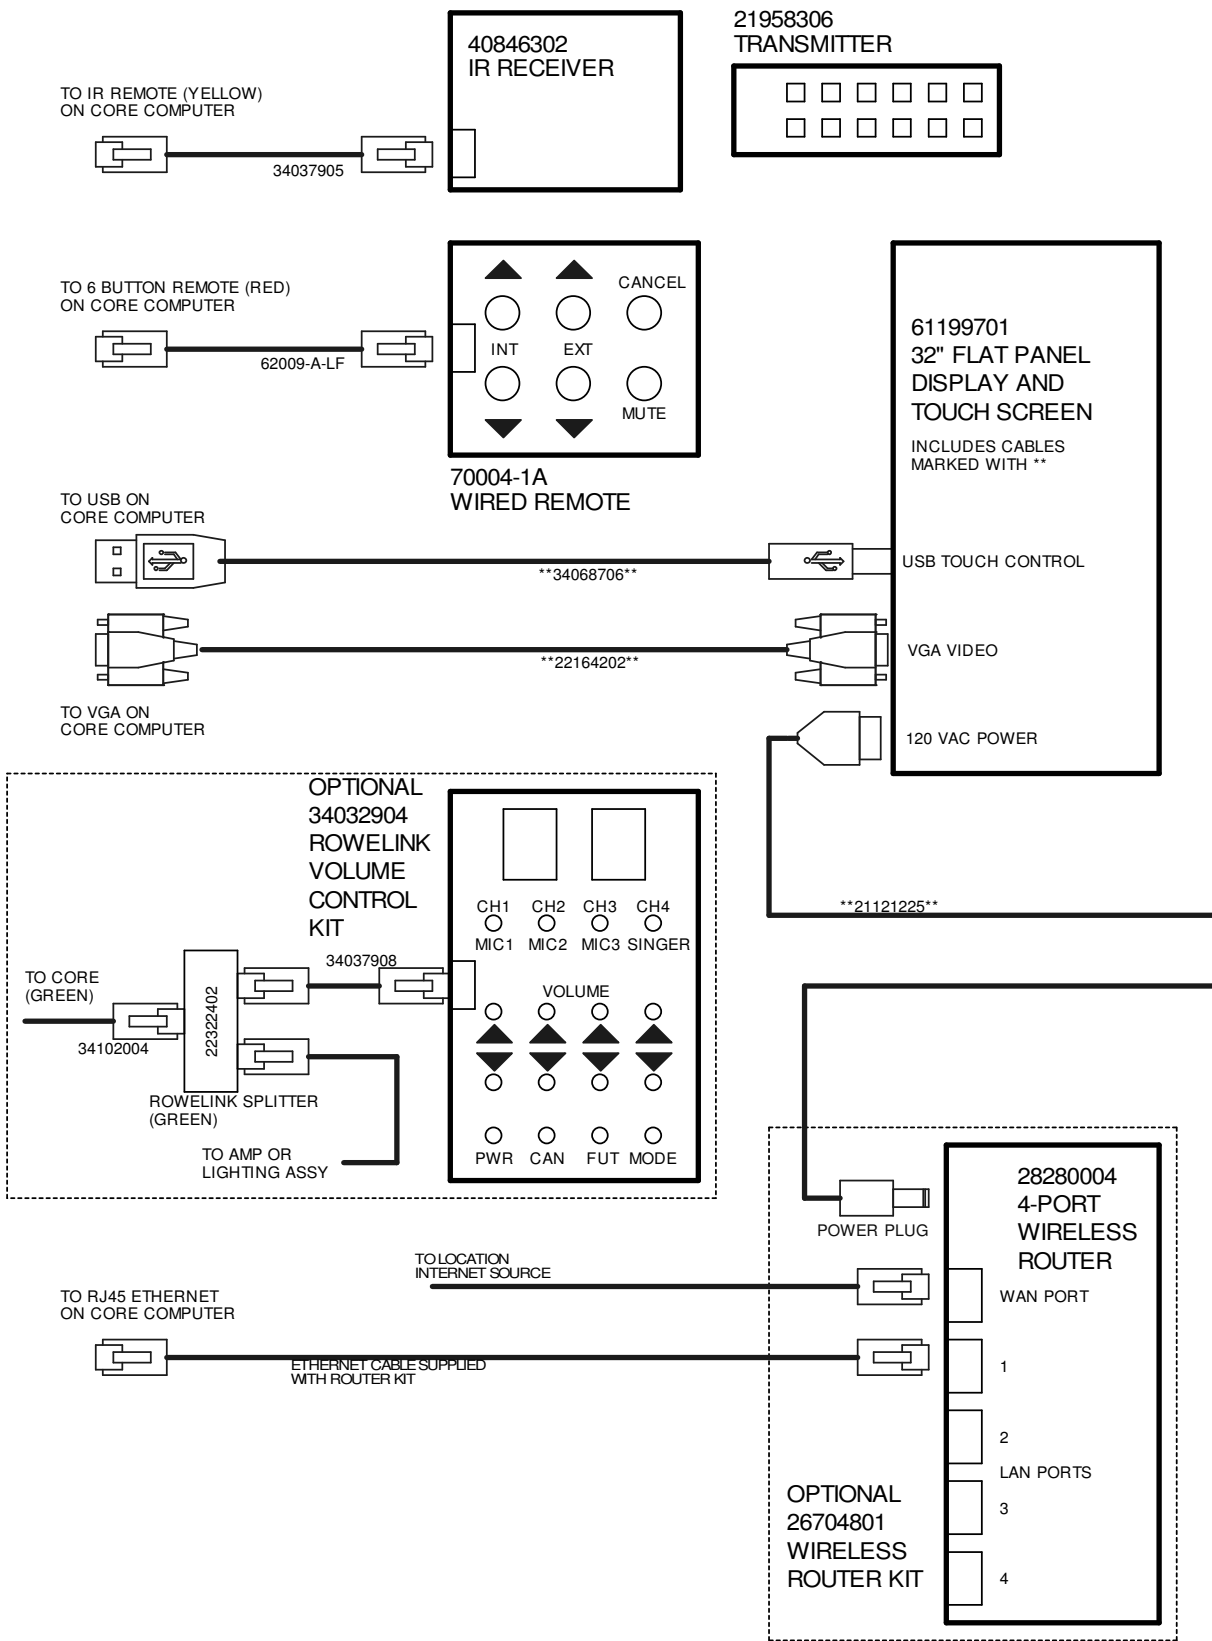 40846302
IR RECEIVER
21958306
TRANSMITTER
TO IR REMOTE (YELLOW)
ON CORE COMPUTER
34037905
TO 6 BUTTON REMOTE (RED)
ON CORE COMPUTER
62009-A-LF
CANCEL
INT EXT
MUTE
70004-1A
WIRED REMOTE
61199701
32" FLAT PANEL
DISPLAY AND
TOUCH SCREEN
INCLUDES CABLES
MARKED WITH **
TO USB ON
CORE COMPUTER
**34068706**
USB TOUCH CONTROL
**22164202**
VGA VIDEO
TO VGA ON
CORE COMPUTER
120 VAC POWER
**21121225**
OPTIONAL
34032904
ROWELINK
VOLUME
CONTROL
KIT
CH1 CH2 CH3 CH4
MIC1 MIC2 MIC3 SINGER
34037908
VOLUME
TO CORE
(GREEN)
34102004
22322402
ROWELINK SPLITTER
(GREEN)
TO AMP OR
LIGHTING ASSY
PWR CAN FUT MODE
28280004
4-PORT
WIRELESS
ROUTER
POWER PLUG
TO LOCATION
INTERNET SOURCE
WAN PORT
TO RJ45 ETHERNET
ON CORE COMPUTER
ETHERNET CABLE SUPPLIED
WITH ROUTER KIT
1
2
LAN PORTS
3
4
OPTIONAL
26704801
WIRELESS
ROUTER KIT